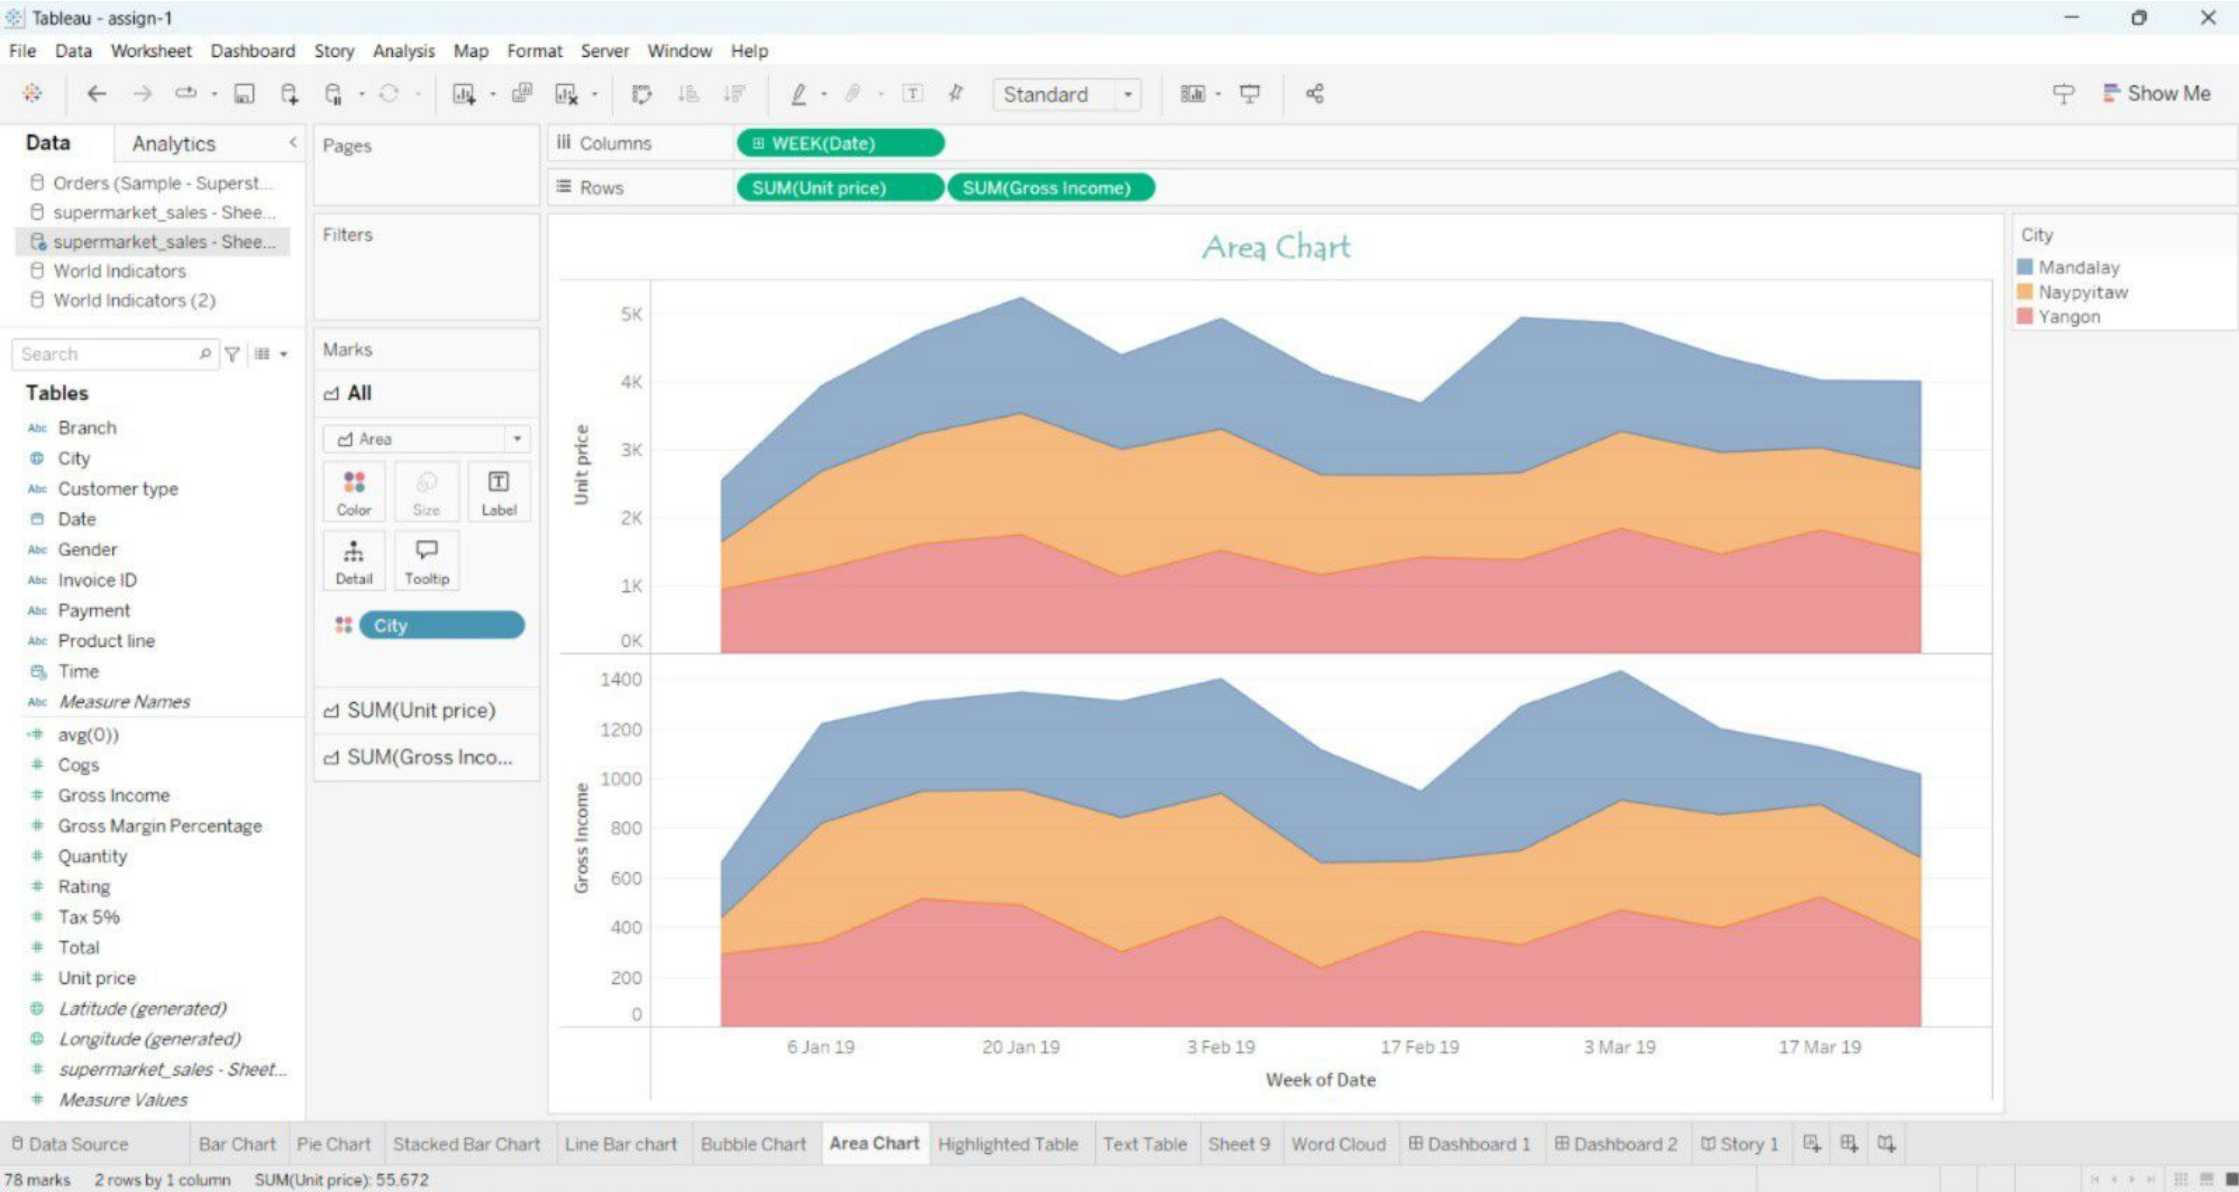 Tableau - assign-1
File Data Worksheet Dashboard Story Analysis Map Format Server Window Help
Standard
Show Me
Data Analytics
Orders (Sample - Superst...
supermarket_sales - Shee...
supermarket_sales - Shee...
World Indicators
World Indicators (2)
Search
Tables
Abc Branch
City
Abc Customer type
Date
Abc Gender
Abc Invoice ID
Abc Payment
Abc Product line
Time
Abc Measure Names
avg(0))
# Cogs
# Gross Income
# Gross Margin Percentage
# Quantity
# Rating
# Tax 5%
# Total
# Unit price
Latitude (generated)
Longitude (generated)
# supermarket_sales - Sheet...
# Measure Values
Pages
Filters
Marks
All
Area
Color Size Label
Detail Tooltip
City
SUM(Unit price)
SUM(Gross Inco...
Columns WEEK(Date)
Rows SUM(Unit price) SUM(Gross Income)
Area Chart
Unit price
5K
4K
3K
2K
1K
0K
Gross Income
1400
1200
1000
800
600
400
200
0
6 Jan 19 20 Jan 19 3 Feb 19 17 Feb 19 3 Mar 19 17 Mar 19
Week of Date
City
Mandalay
Naypyitaw
Yangon
Data Source Bar Chart Pie Chart Stacked Bar Chart Line Bar chart Bubble Chart Area Chart Highlighted Table Text Table Sheet 9 Word Cloud Dashboard 1 Dashboard 2 Story 1
78 marks 2 rows by 1 column SUM(Unit price): 55.672